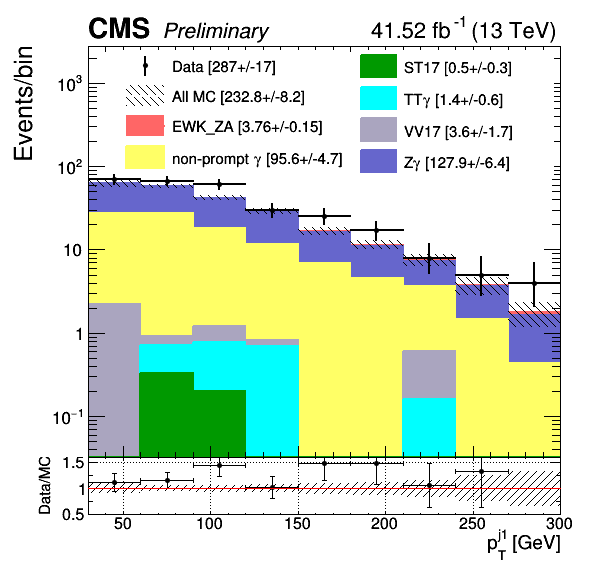 CMS Preliminary 41.52 fb⁻¹ (13 TeV)
Events/bin
Data [287+/-17]
All MC [232.8+/-8.2]
EWK_ZA [3.76+/-0.15]
non-prompt γ [95.6+/-4.7]
ST17 [0.5+/-0.3]
TTγ [1.4+/-0.6]
VV17 [3.6+/-1.7]
Zγ [127.9+/-6.4]
10³
10²
10
1
10⁻¹
Data/MC
1.5
1
0.5
50 100 150 200 250 300
p_T^j1 [GeV]